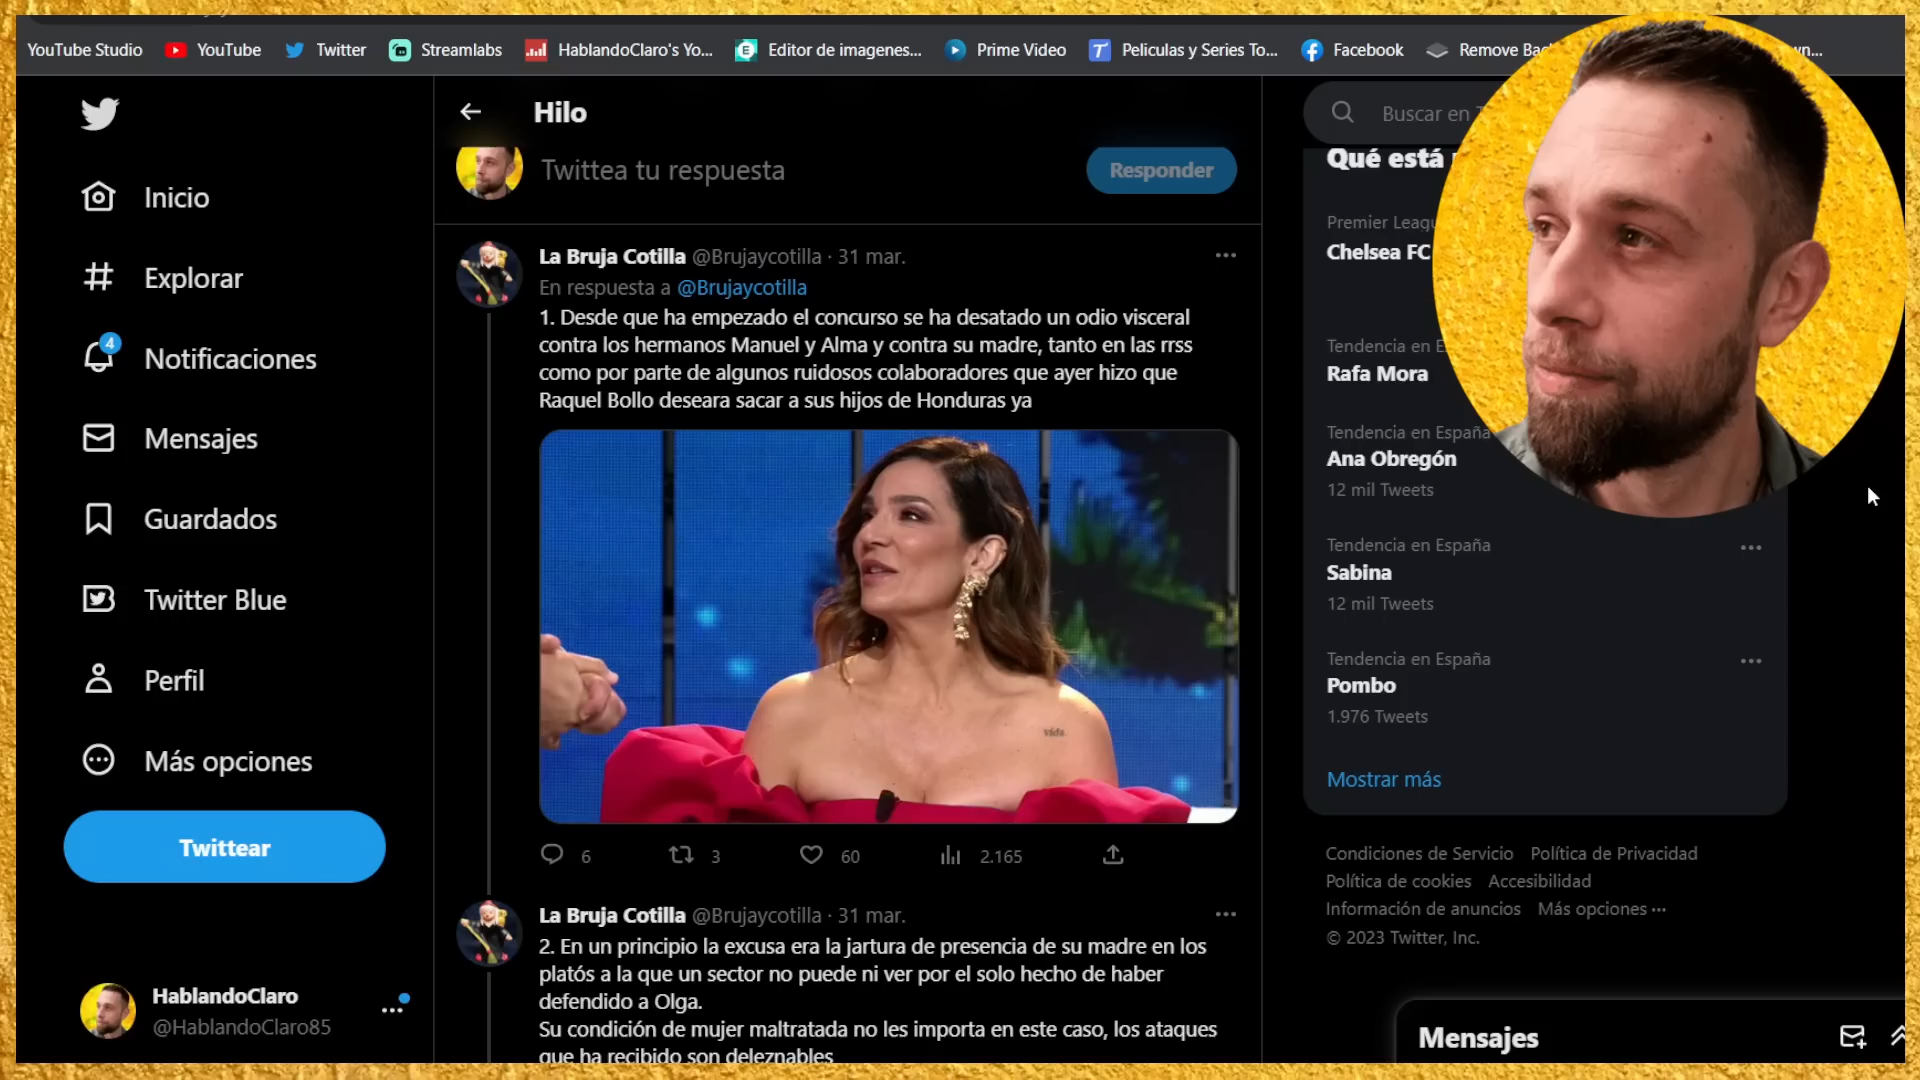 YouTube Studio
YouTube
Twitter
Streamlabs
HablandoClaro's Yo...
Editor de imagenes...
Prime Video
Peliculas y Series To...
Facebook
Remove
Inicio
Explorar
4
Notificaciones
Mensajes
Guardados
Twitter Blue
Perfil
Más opciones
Twittear
HablandoClaro
@HablandoClaro85
Hilo
Twittea tu respuesta
Responder
La Bruja Cotilla @Brujaycotilla · 31 mar.
En respuesta a @Brujaycotilla
1. Desde que ha empezado el concurso se ha desatado un odio visceral
contra los hermanos Manuel y Alma y contra su madre, tanto en las rrss
como por parte de algunos ruidosos colaboradores que ayer hizo que
Raquel Bollo deseara sacar a sus hijos de Honduras ya
Vida
6
3
60
2.165
La Bruja Cotilla @Brujaycotilla · 31 mar.
2. En un principio la excusa era la jartura de presencia de su madre en los
platós a la que un sector no puede ni ver por el solo hecho de haber
defendido a Olga.
Su condición de mujer maltratada no les importa en este caso, los ataques
que ha recibido son deleznables
Buscar en
Qué está
Premier
Chelsea FC
Tendencia en
Rafa Mora
Tendencia en España
Ana Obregón
12 mil Tweets
Tendencia en España
Sabina
12 mil Tweets
Tendencia en España
Pombo
1.976 Tweets
Mostrar más
Condiciones de Servicio Política de Privacidad
Política de cookies Accesibilidad
Información de anuncios Más opciones ···
© 2023 Twitter, Inc.
Mensajes